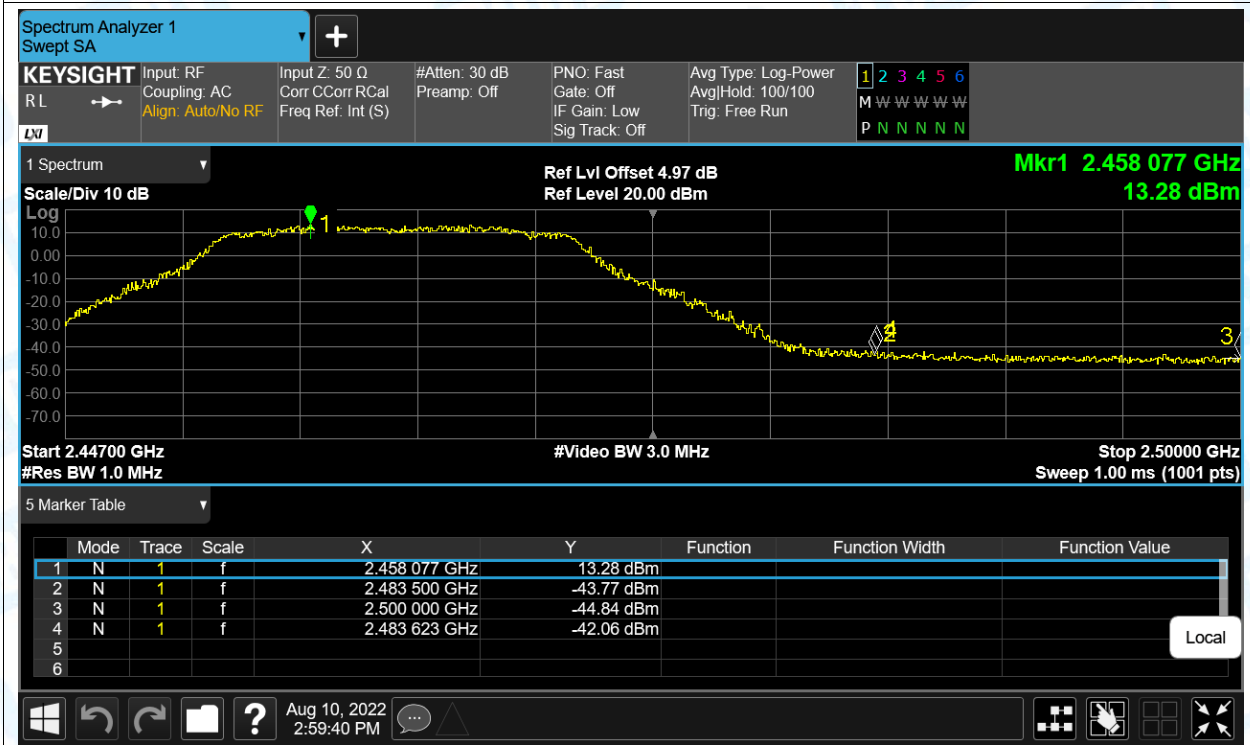 Spectrum Analyzer 1
Swept SA
KEYSIGHT
R L
LXI
Input: RF
Coupling: AC
Align: Auto/No RF
Input Z: 50 Ω
Corr CCorr RCal
Freq Ref: Int (S)
#Atten: 30 dB
Preamp: Off
PNO: Fast
Gate: Off
IF Gain: Low
Sig Track: Off
Avg Type: Log-Power
Avg|Hold: 100/100
Trig: Free Run
1 2 3 4 5 6
M W W W W W
P N N N N N
1 Spectrum
Scale/Div 10 dB
Ref Lvl Offset 4.97 dB
Ref Level 20.00 dBm
Mkr1 2.458 077 GHz
13.28 dBm
Log
10.0
0.00
-10.0
-20.0
-30.0
-40.0
-50.0
-60.0
-70.0
1
2
3
Start 2.44700 GHz
#Res BW 1.0 MHz
#Video BW 3.0 MHz
Stop 2.50000 GHz
Sweep 1.00 ms (1001 pts)
5 Marker Table
Mode Trace Scale X Y Function Function Width Function Value
1 N 1 f 2.458 077 GHz 13.28 dBm
2 N 1 f 2.483 500 GHz -43.77 dBm
3 N 1 f 2.500 000 GHz -44.84 dBm
4 N 1 f 2.483 623 GHz -42.06 dBm
5
6
Local
?
Aug 10, 2022
2:59:40 PM